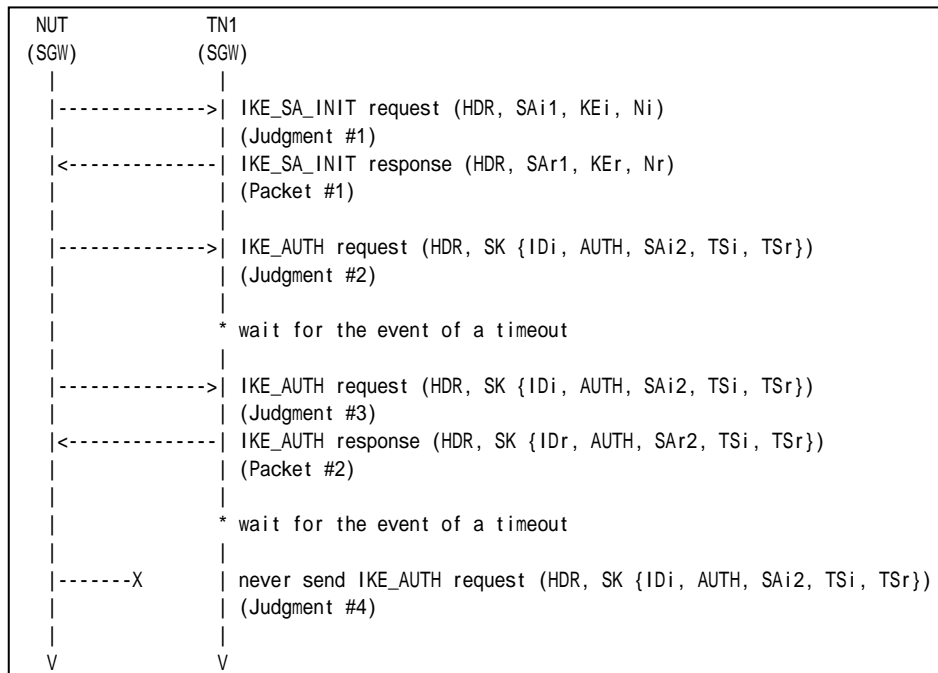 NUT TN1
(SGW) (SGW)
| |
|-------------->| IKE_SA_INIT request (HDR, SAi1, KEi, Ni)
| | (Judgment #1)
|<--------------| IKE_SA_INIT response (HDR, SAr1, KEr, Nr)
| | (Packet #1)
| |
|-------------->| IKE_AUTH request (HDR, SK {IDi, AUTH, SAi2, TSi, TSr})
| | (Judgment #2)
| |
| * wait for the event of a timeout
| |
|-------------->| IKE_AUTH request (HDR, SK {IDi, AUTH, SAi2, TSi, TSr})
| | (Judgment #3)
|<--------------| IKE_AUTH response (HDR, SK {IDr, AUTH, SAr2, TSi, TSr})
| | (Packet #2)
| |
| * wait for the event of a timeout
| |
|-------X | never send IKE_AUTH request (HDR, SK {IDi, AUTH, SAi2, TSi, TSr})
| | (Judgment #4)
| |
V V